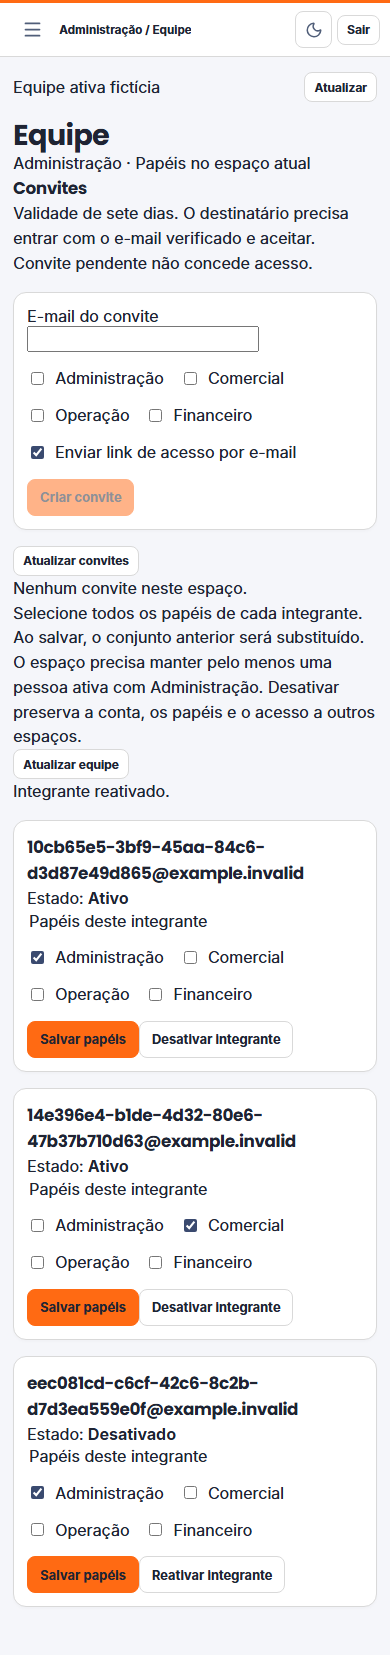 Administração / Equipe
Sair
Equipe ativa fictícia
Atualizar
Equipe
Administração · Papéis no espaço atual
Convites
Validade de sete dias. O destinatário precisa
entrar com o e-mail verificado e aceitar.
Convite pendente não concede acesso.
E-mail do convite
Administração Comercial
Operação Financeiro
Enviar link de acesso por e-mail
Criar convite
Atualizar convites
Nenhum convite neste espaço.
Selecione todos os papéis de cada integrante.
Ao salvar, o conjunto anterior será substituído.
O espaço precisa manter pelo menos uma
pessoa ativa com Administração. Desativar
preserva a conta, os papéis e o acesso a outros
espaços.
Atualizar equipe
Integrante reativado.
10cb65e5-3bf9-45aa-84c6-
d3d87e49d865@example.invalid
Estado: Ativo
Papéis deste integrante
Administração Comercial
Operação Financeiro
Salvar papéis Desativar integrante
14e396e4-b1de-4d32-80e6-
47b37b710d63@example.invalid
Estado: Ativo
Papéis deste integrante
Administração Comercial
Operação Financeiro
Salvar papéis Desativar integrante
eec081cd-c6cf-42c6-8c2b-
d7d3ea559e0f@example.invalid
Estado: Desativado
Papéis deste integrante
Administração Comercial
Operação Financeiro
Salvar papéis Reativar integrante